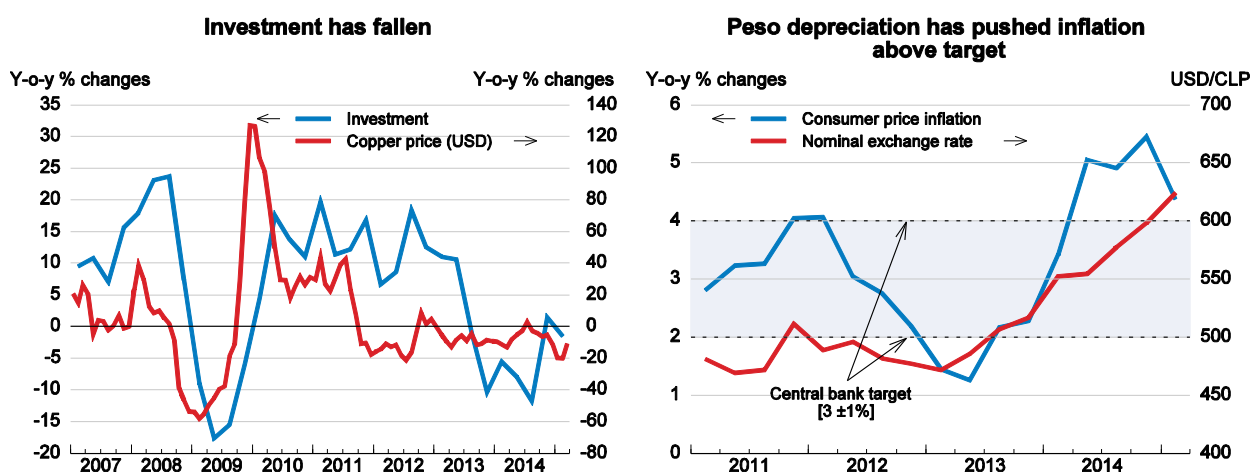 Investment has fallen
Y-o-y % changes
Y-o-y % changes
35
30
25
20
15
10
5
0
-5
-10
-15
-20
140
120
100
80
60
40
20
0
-20
-40
-60
-80
Investment
Copper price (USD)
2007 2008 2009 2010 2011 2012 2013 2014
Peso depreciation has pushed inflation
above target
Y-o-y % changes
USD/CLP
6
5
4
3
2
1
0
700
650
600
550
500
450
400
Consumer price inflation
Nominal exchange rate
Central bank target
[3 ±1%]
2011 2012 2013 2014